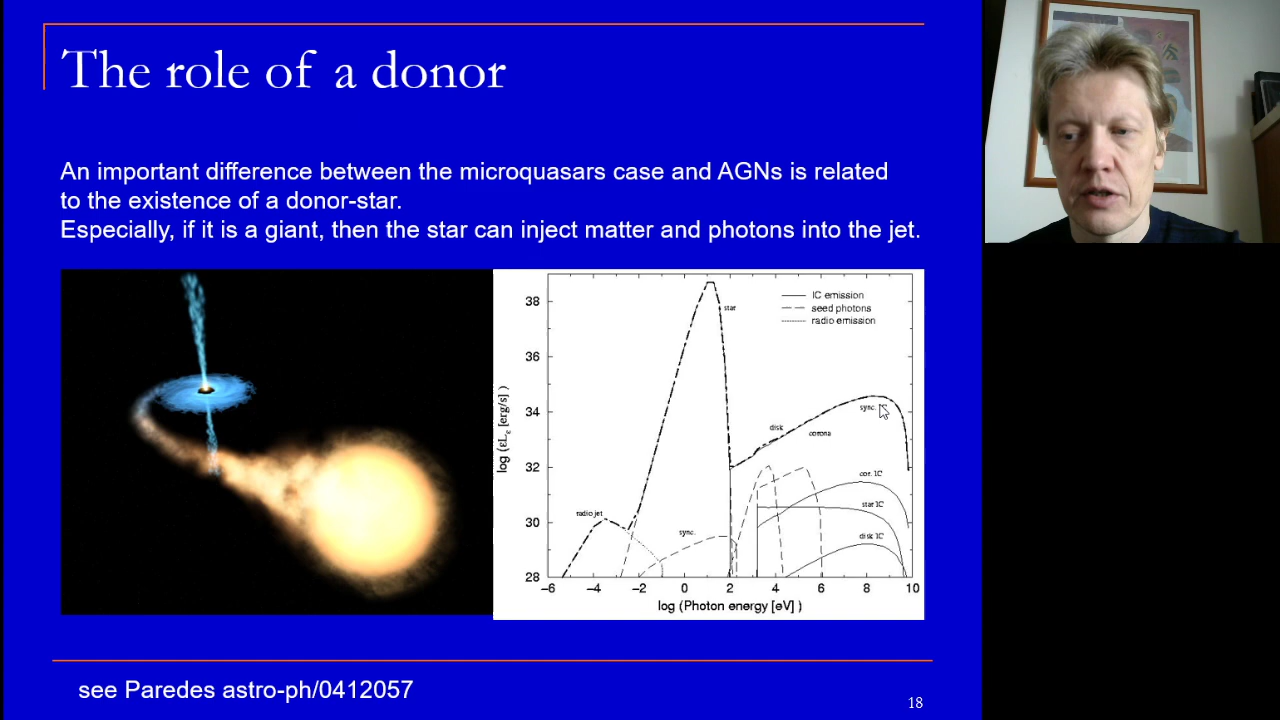 The role of a donor
An important difference between the microquasars case and AGNs is related
to the existence of a donor-star.
Especially, if it is a giant, then the star can inject matter and photons into the jet.
log (εLε [erg/s] )
38
36
34
32
30
28
IC emission
seed photons
radio emission
star
sync. IC
disk
corona
cor. IC
star IC
radio jet
sync.
disk IC
−6 −4 −2 0 2 4 6 8 10
log (Photon energy [eV] )
see Paredes astro-ph/0412057
18